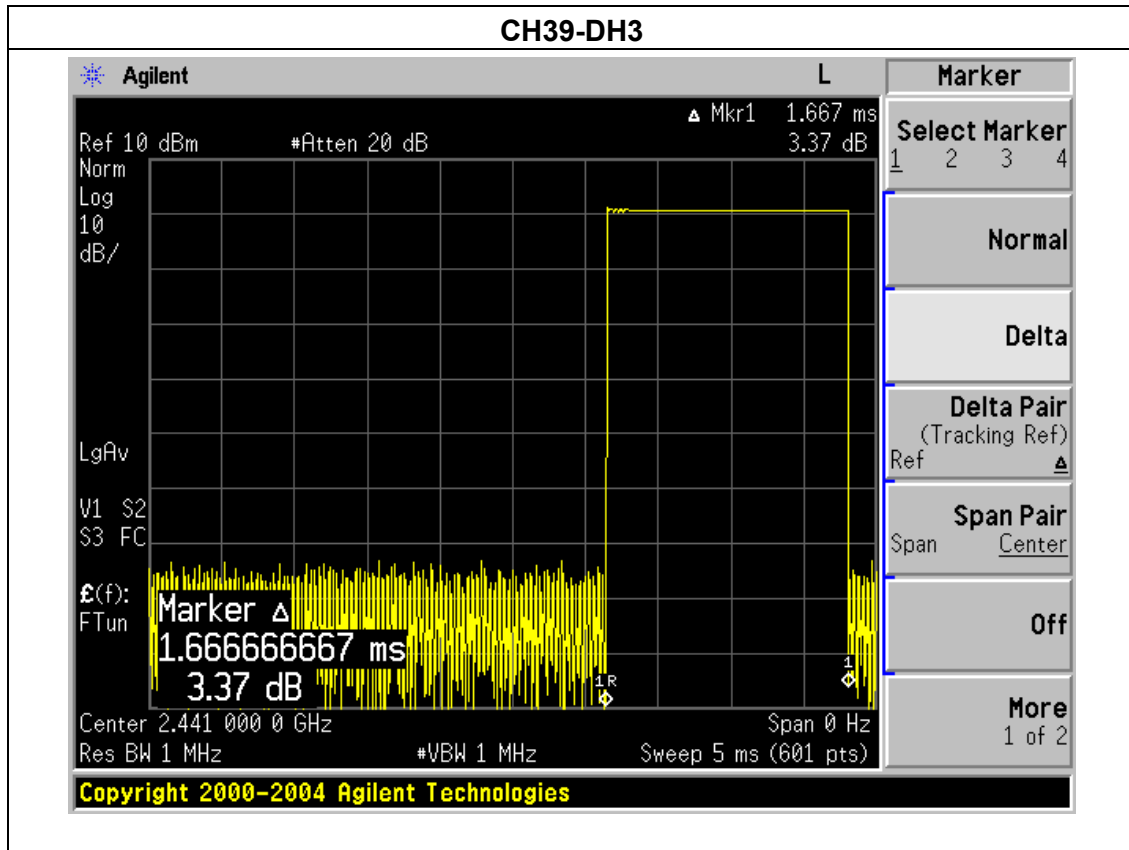 CH39-DH3
Agilent L
Marker
Δ Mkr1 1.667 ms
Ref 10 dBm #Atten 20 dB 3.37 dB
Norm
Log
10
dB/
LgAv
V1 S2
S3 FC
£(f):
FTun
Marker Δ
1.666666667 ms
3.37 dB
1R
1
Center 2.441 000 0 GHz Span 0 Hz
Res BW 1 MHz #VBW 1 MHz Sweep 5 ms (601 pts)
Copyright 2000-2004 Agilent Technologies
Select Marker
1 2 3 4
Normal
Delta
Delta Pair
(Tracking Ref)
Ref Δ
Span Pair
Span Center
Off
More
1 of 2